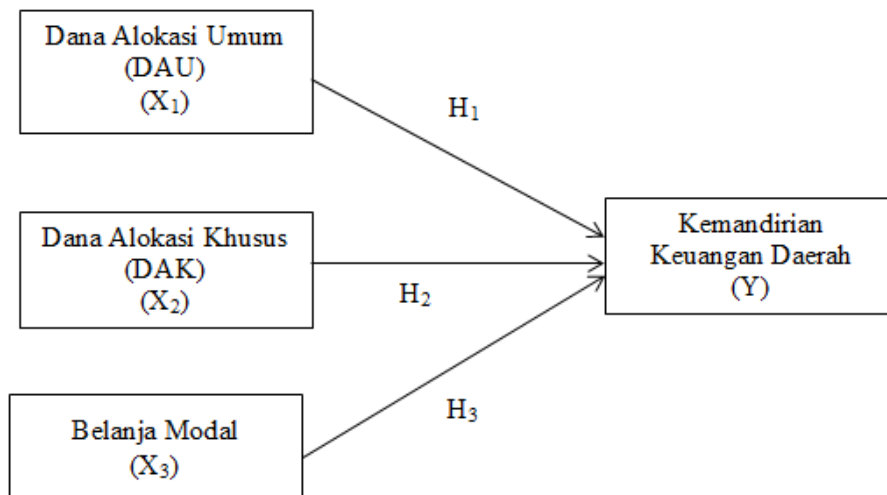 Dana Alokasi Umum
(DAU)
(X₁)
H₁
Dana Alokasi Khusus
(DAK)
(X₂)
H₂
Kemandirian
Keuangan Daerah
(Y)
Belanja Modal
(X₃)
H₃